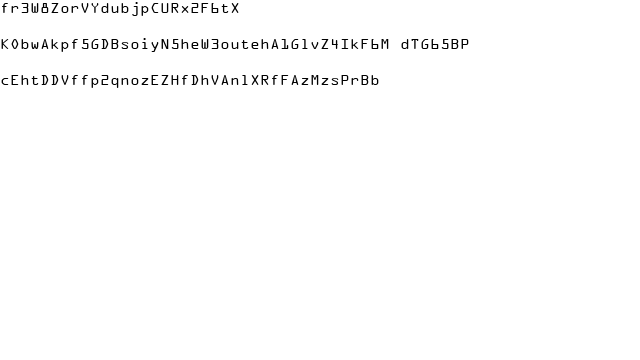 fr3W8ZorVYdubjpCURx2F6tX
K0bwAkpf5GDBsoiyN5heW3outehA1GlvZ4IkF6M dTG65BP
cEhtDDVffp2qnozEZHfDhVAnlXRfFAzMzsPrBb